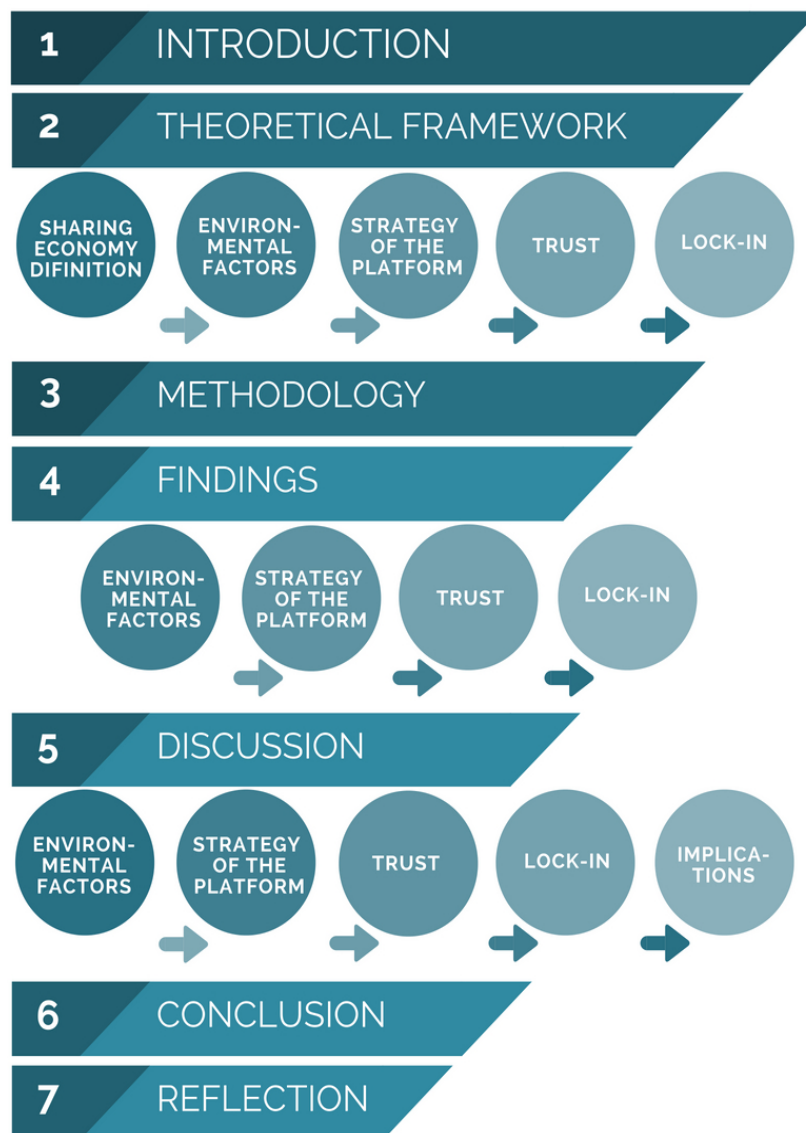 1 INTRODUCTION
2 THEORETICAL FRAMEWORK
SHARING
ECONOMY
DIFINITION
ENVIRON-
MENTAL
FACTORS
STRATEGY
OF THE
PLATFORM
TRUST
LOCK-IN
3 METHODOLOGY
4 FINDINGS
ENVIRON-
MENTAL
FACTORS
STRATEGY
OF THE
PLATFORM
TRUST
LOCK-IN
5 DISCUSSION
ENVIRON-
MENTAL
FACTORS
STRATEGY
OF THE
PLATFORM
TRUST
LOCK-IN
IMPLICA-
TIONS
6 CONCLUSION
7 REFLECTION